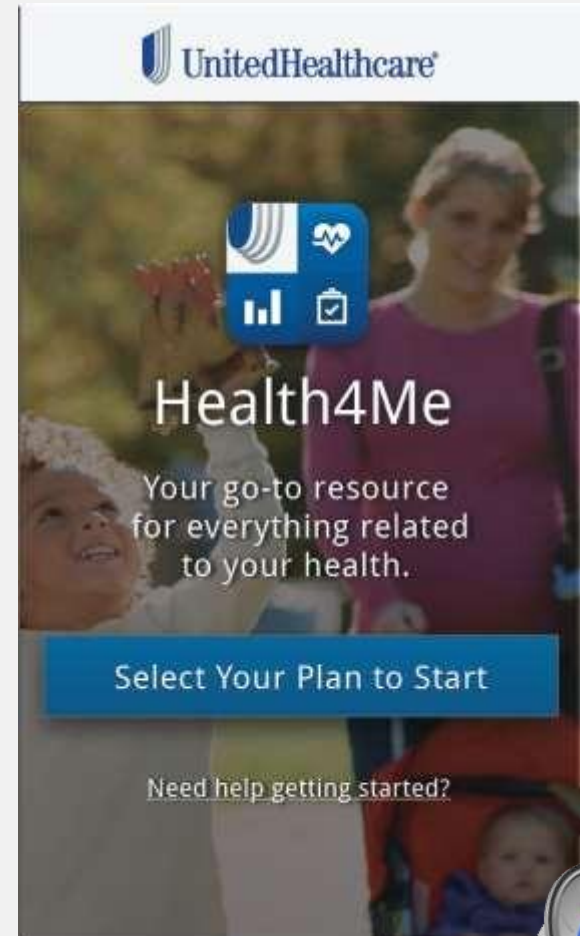 UnitedHealthcare®
Health4Me
Your go-to resource
for everything related
to your health.
Select Your Plan to Start
Need help getting started?